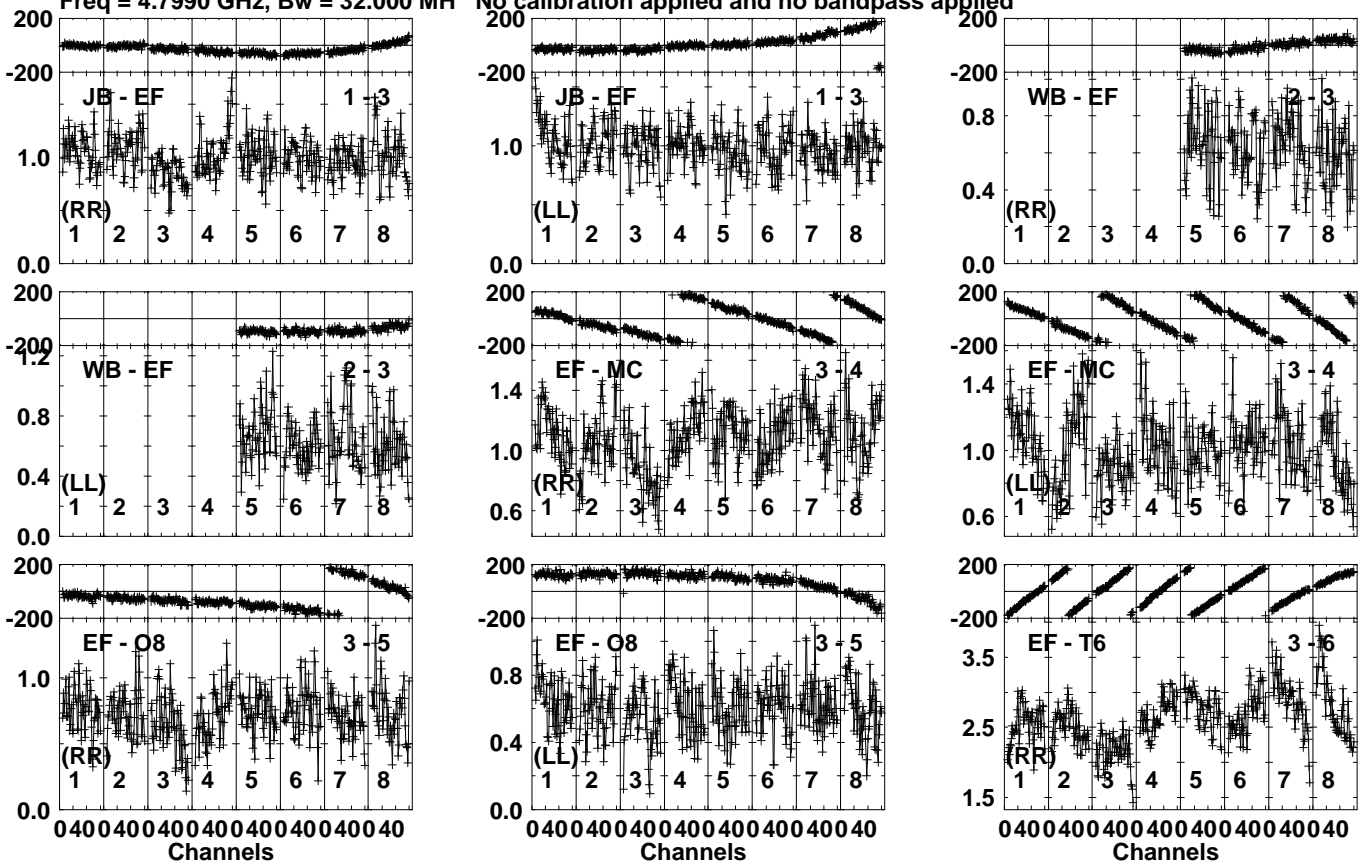 Freq = 4.7990 GHz, Bw = 32.000 MH No calibration applied and no bandpass applied
200
-200
JB - EF 1 - 3
1.0
(RR)
1 2 3 4 5 6 7 8
0.0
200
-200
JB - EF 1 - 3
1.0
(LL)
1 2 3 4 5 6 7 8
0.0
200
-200
WB - EF 2 - 3
0.8
0.4
(RR)
1 2 3 4 5 6 7 8
0.0
200
-200
1.2
WB - EF 2 - 3
0.8
0.4
(LL)
1 2 3 4 5 6 7 8
0.0
200
-200
EF - MC 3 - 4
1.4
1.0
(RR)
0.6
1 2 3 4 5 6 7 8
200
-200
EF - MC 3 - 4
1.4
1.0
(LL)
0.6
1 2 3 4 5 6 7 8
200
-200
EF - O8 3 - 5
1.0
(RR)
1 2 3 4 5 6 7 8
0.0
200
-200
EF - O8 3 - 5
0.8
0.4
(LL)
1 2 3 4 5 6 7 8
0.0
200
-200
EF - T6 3 - 6
3.5
2.5
(RR)
1 2 3 4 5 6 7 8
1.5
0 40 0 40 0 40 0 40 0 40 0 40 0 40 0 40
Channels
0 40 0 40 0 40 0 40 0 40 0 40 0 40 0 40
Channels
0 40 0 40 0 40 0 40 0 40 0 40 0 40 0 40
Channels